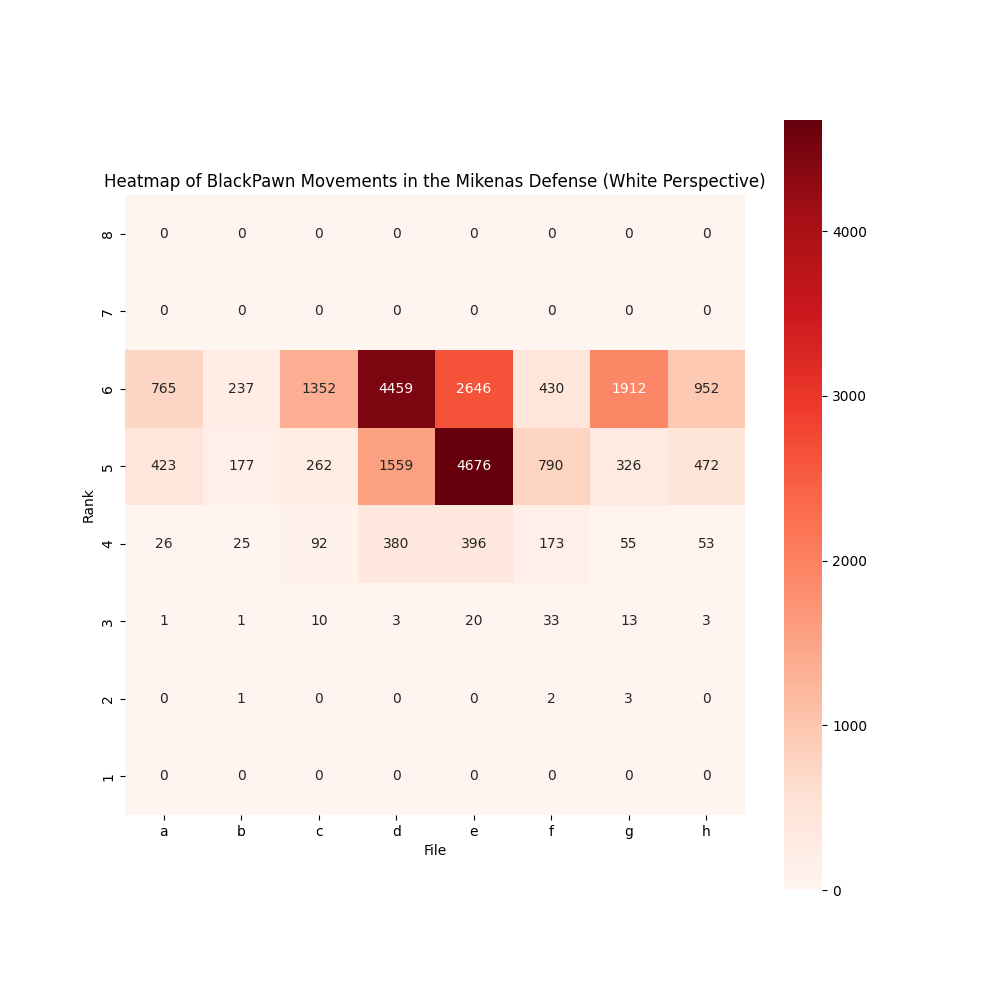 Heatmap of BlackPawn Movements in the Mikenas Defense (White Perspective)
8 0 0 0 0 0 0 0 0
7 0 0 0 0 0 0 0 0
6 765 237 1352 4459 2646 430 1912 952
5 423 177 262 1559 4676 790 326 472
4 26 25 92 380 396 173 55 53
3 1 1 10 3 20 33 13 3
2 0 1 0 0 0 2 3 0
1 0 0 0 0 0 0 0 0
a b c d e f g h
File
Rank
4000
3000
2000
1000
0